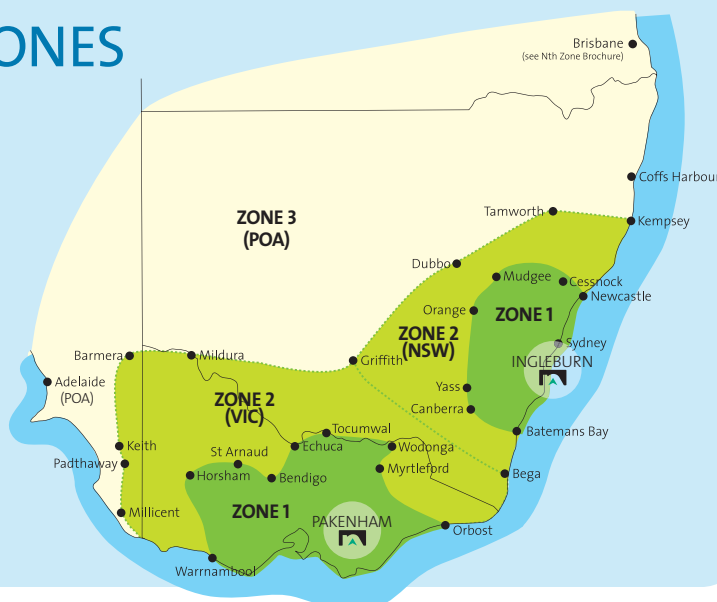 ONES
Brisbane
(see Nth Zone Brochure)
Coffs Harbour
Tamworth
Kempsey
ZONE 3
(POA)
Dubbo
Mudgee
Cessnock
Newcastle
Orange
ZONE 1
ZONE 2
(NSW)
Sydney
Barmera
Mildura
Griffith
INGLEBURN
Adelaide
(POA)
Yass
ZONE 2
(VIC)
Canberra
Tocumwal
Batemans Bay
Keith
Echuca
Wodonga
St Arnaud
Padthaway
Horsham
Bendigo
Myrtleford
Bega
Millicent
ZONE 1
PAKENHAM
Orbost
Warrnambool